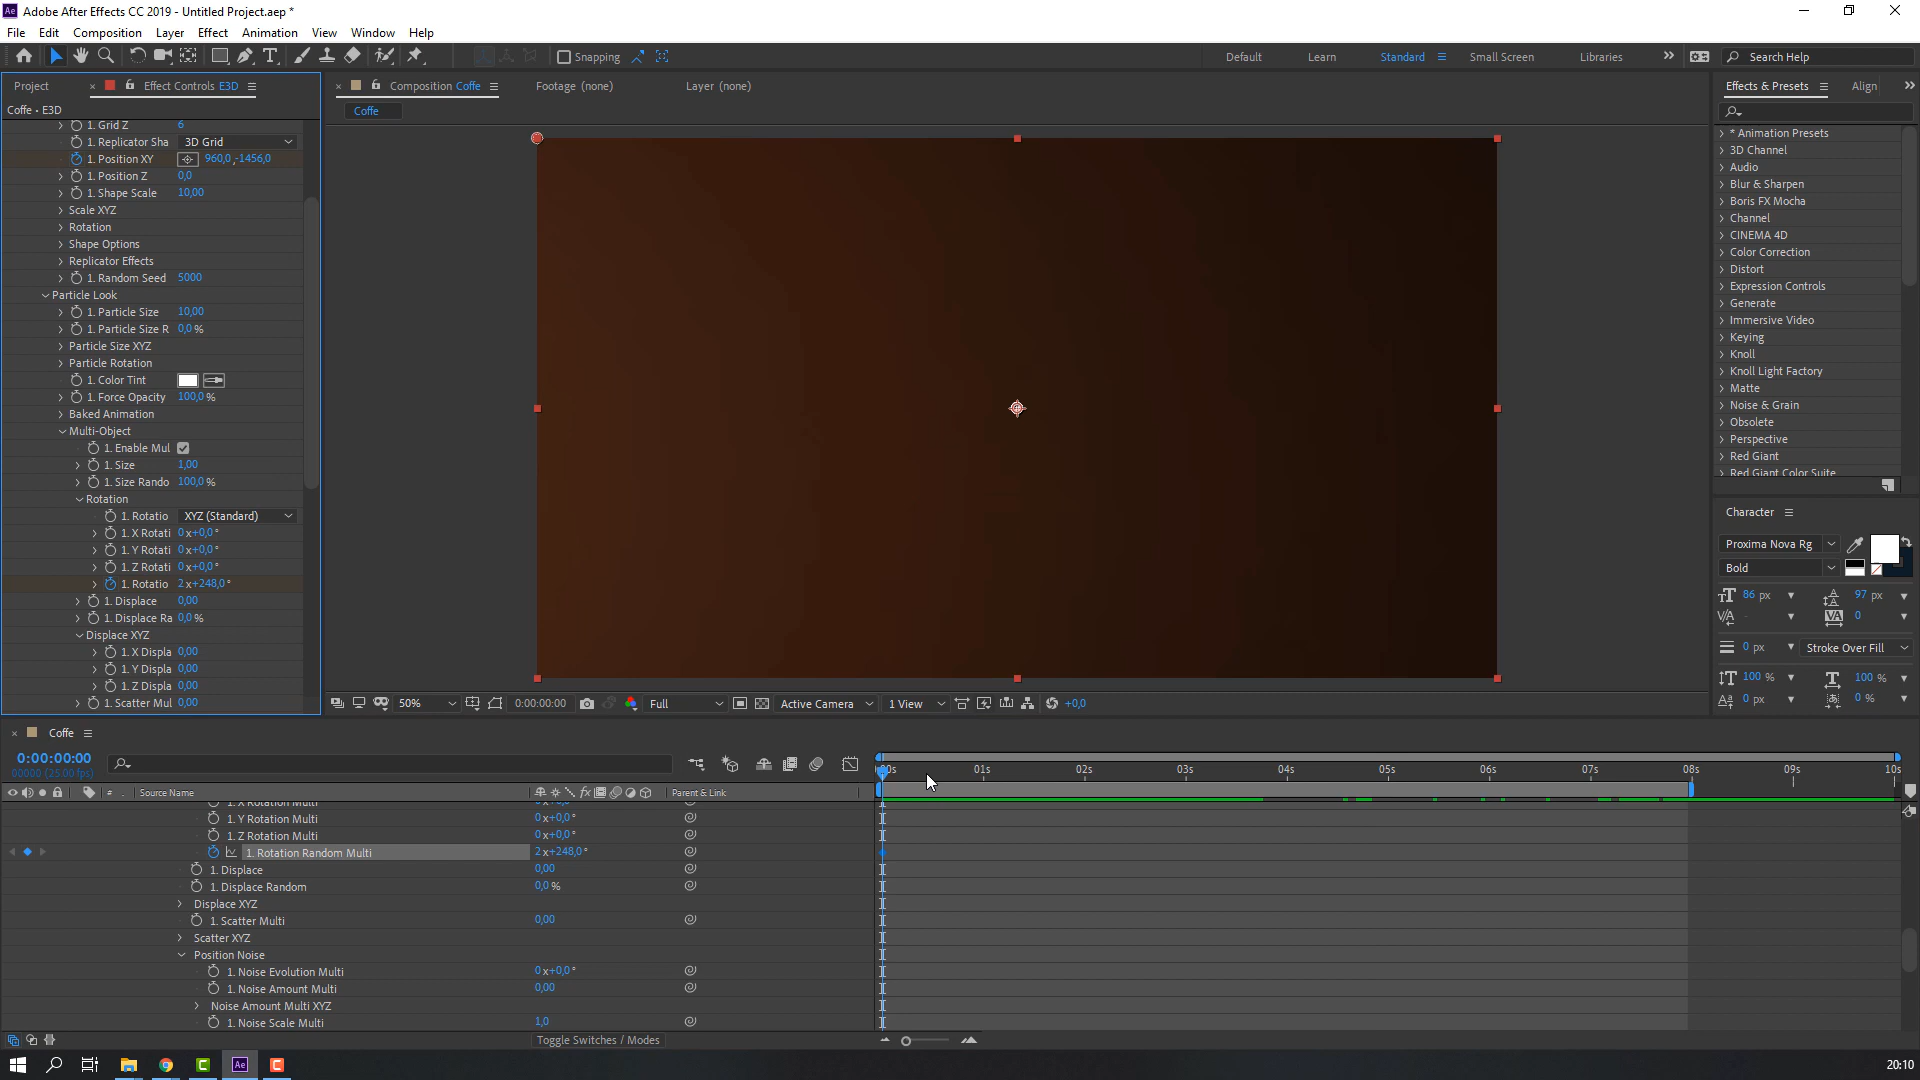 Ae Adobe After Effects CC 2019 - Untitled Project.aep *
File Edit Composition Layer Effect Animation View Window Help
Snapping Default Learn Standard Small Screen Libraries Search Help
Project Effect Controls E3D Composition Coffe Footage (none) Layer (none) Effects & Presets Align
Coffe • E3D Coffe
1. Grid Z 6
1. Replicator Sha 3D Grid
1. Position XY 960,0,-1456,0
1. Position Z 0,0
1. Shape Scale 10,00
Scale XYZ
Rotation
Shape Options
Replicator Effects
1. Random Seed 5000
Particle Look
1. Particle Size 10,00
1. Particle Size R 0,0 %
Particle Size XYZ
Particle Rotation
1. Color Tint
1. Force Opacity 100,0 %
Baked Animation
Multi-Object
1. Enable Mul
1. Size 1,00
1. Size Rando 100,0 %
Rotation
1. Rotatio XYZ (Standard)
1. X Rotati 0x+0,0°
1. Y Rotati 0x+0,0°
1. Z Rotati 0x+0,0°
1. Rotatio 2x+248,0°
1. Displace 0,00
1. Displace Ra 0,0 %
Displace XYZ
1. X Displa 0,00
1. Y Displa 0,00
1. Z Displa 0,00
1. Scatter Mul 0,00
50% 0:00:00:00 Full Active Camera 1 View +0,0
* Animation Presets
3D Channel
Audio
Blur & Sharpen
Boris FX Mocha
Channel
CINEMA 4D
Color Correction
Distort
Expression Controls
Generate
Immersive Video
Keying
Knoll
Knoll Light Factory
Matte
Noise & Grain
Obsolete
Perspective
Red Giant
Red Giant Color Suite
Character
Proxima Nova Rg
Bold
86 px 97 px
0
0 px Stroke Over Fill
100 % 100 %
0 px 0 %
Coffe
0:00:00:00
00000 (25.00 fps)
00s 01s 02s 03s 04s 05s 06s 07s 08s 09s 10s
# Source Name Parent & Link
1. X Rotation Multi 0x+0,0°
1. Y Rotation Multi 0x+0,0°
1. Z Rotation Multi 0x+0,0°
1. Rotation Random Multi 2x+248,0°
1. Displace 0,00
1. Displace Random 0,0 %
Displace XYZ
1. Scatter Multi 0,00
Scatter XYZ
Position Noise
1. Noise Evolution Multi 0x+0,0°
1. Noise Amount Multi 0,00
Noise Amount Multi XYZ
1. Noise Scale Multi 1,0
Toggle Switches / Modes
Ae 20:10